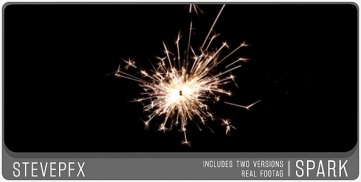 STEVEPFX
INCLUDES TWO VERSIONS
REAL FOOTAG
SPARK